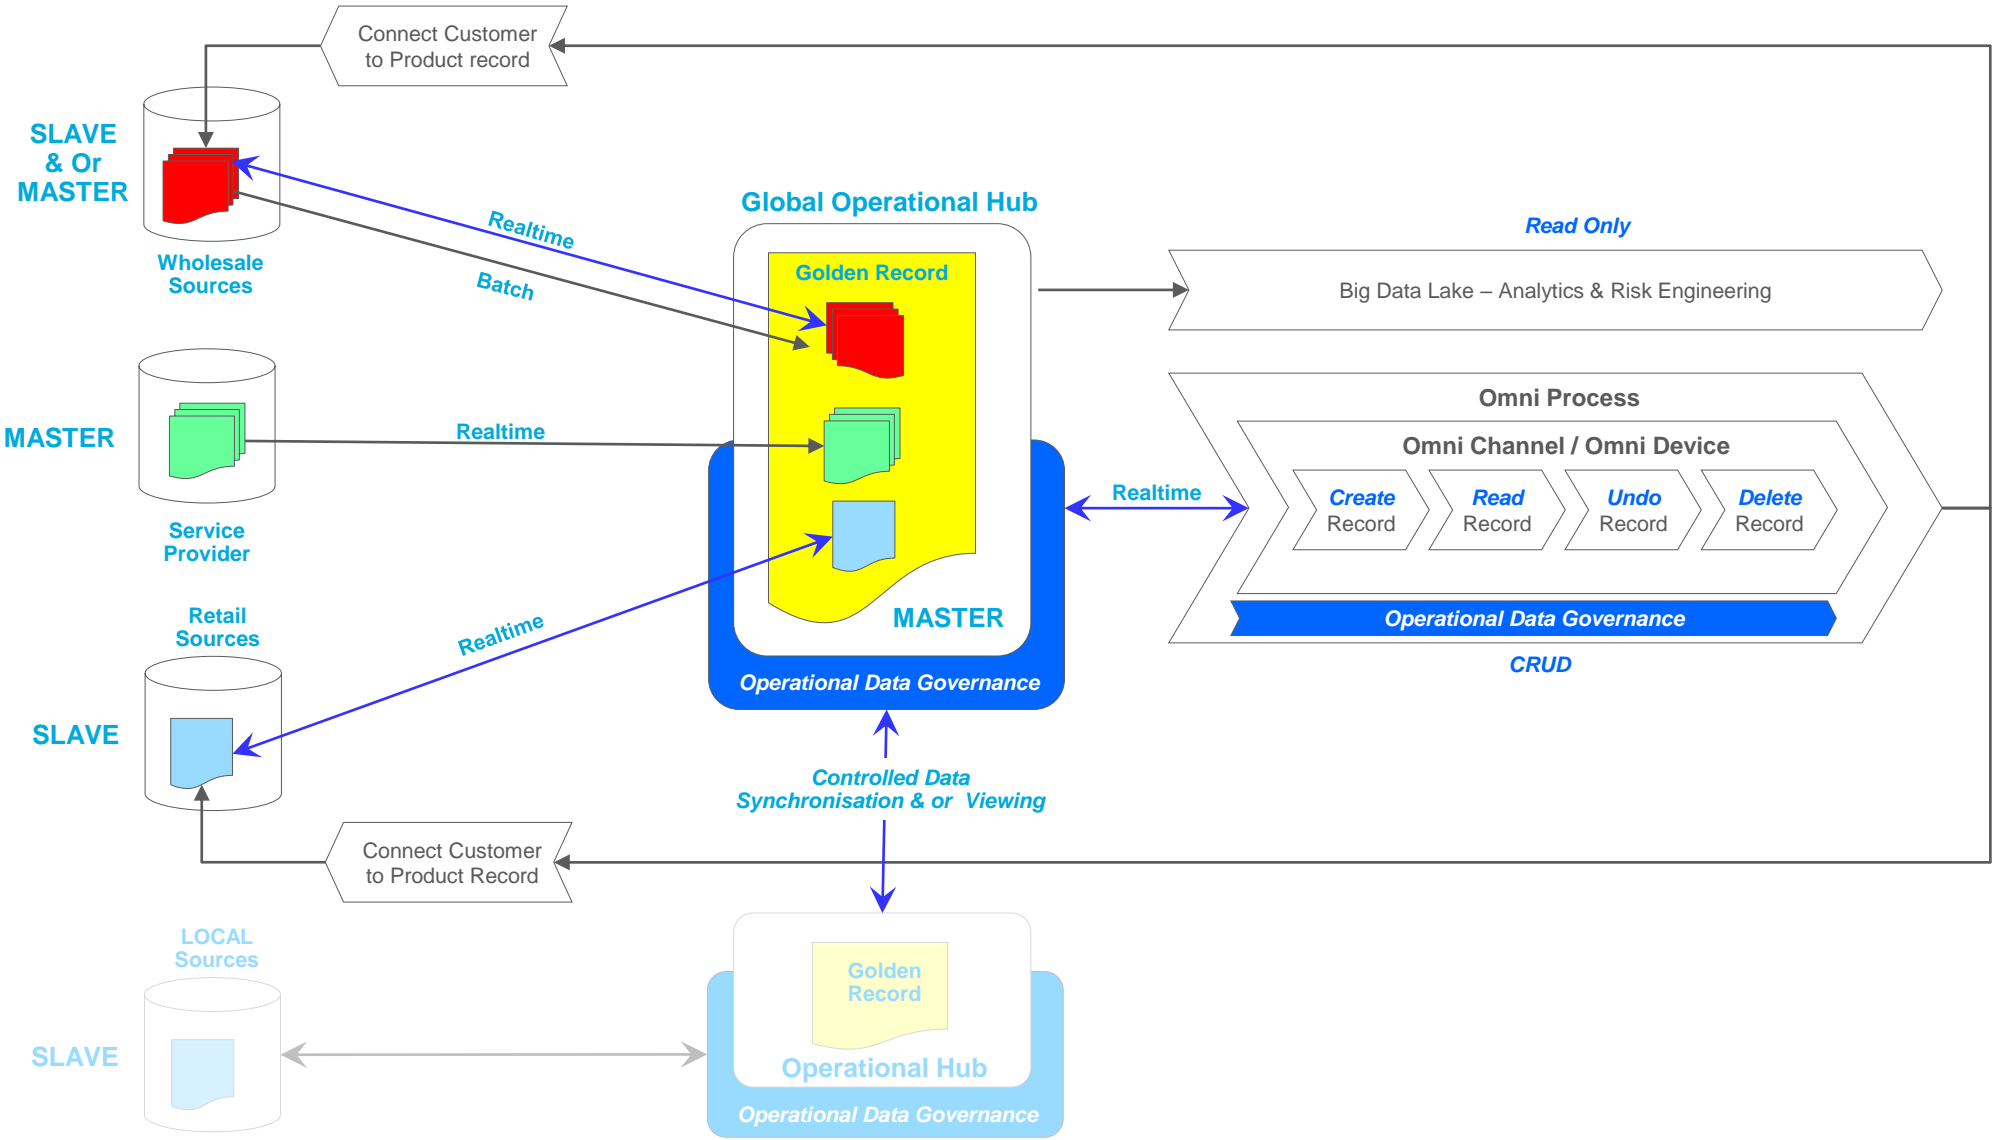 Connect Customer
to Product record
SLAVE
& Or
MASTER
Wholesale
Sources
Realtime
Batch
Global Operational Hub
Golden Record
Read Only
Big Data Lake – Analytics & Risk Engineering
MASTER
Service
Provider
Realtime
Realtime
Omni Process
Omni Channel / Omni Device
Create
Record
Read
Record
Undo
Record
Delete
Record
Operational Data Governance
CRUD
Retail
Sources
SLAVE
Realtime
MASTER
Operational Data Governance
Controlled Data
Synchronisation & or  Viewing
Connect Customer
to Product Record
LOCAL
Sources
SLAVE
Golden
Record
Operational Hub
Operational Data Governance